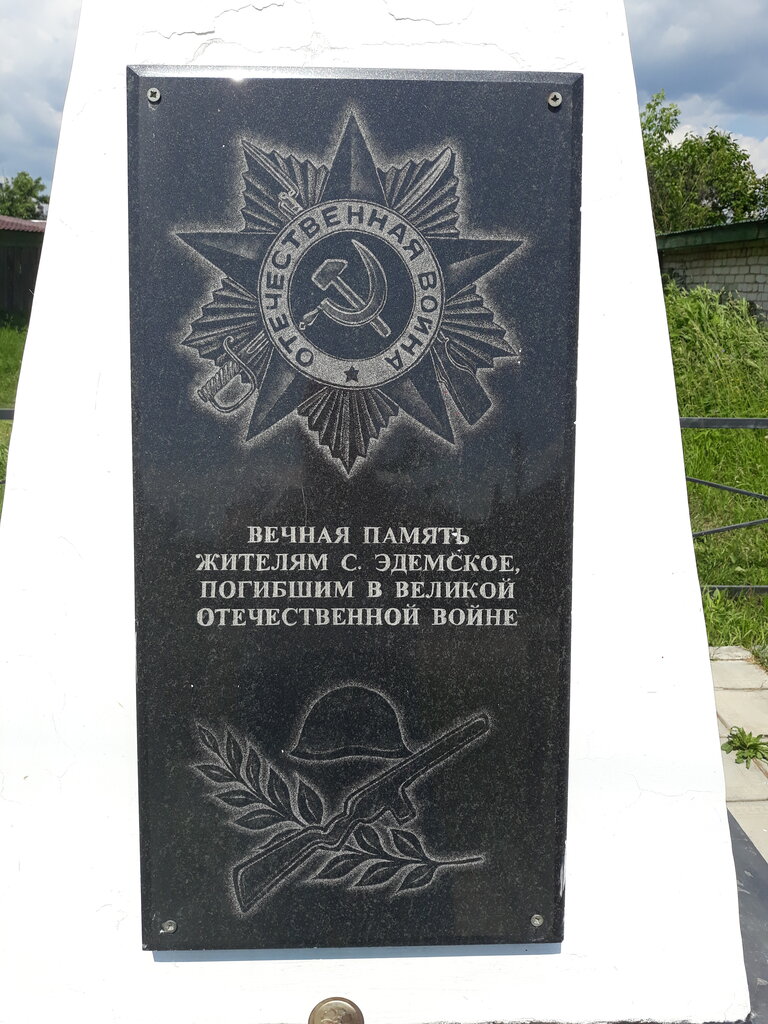 ОТЕЧЕСТВЕННАЯ ВОЙНА
ВЕЧНАЯ ПАМЯТЬ
ЖИТЕЛЯМ С. ЭДЕМСКОЕ,
ПОГИБШИМ В ВЕЛИКОЙ
ОТЕЧЕСТВЕННОЙ ВОЙНЕ